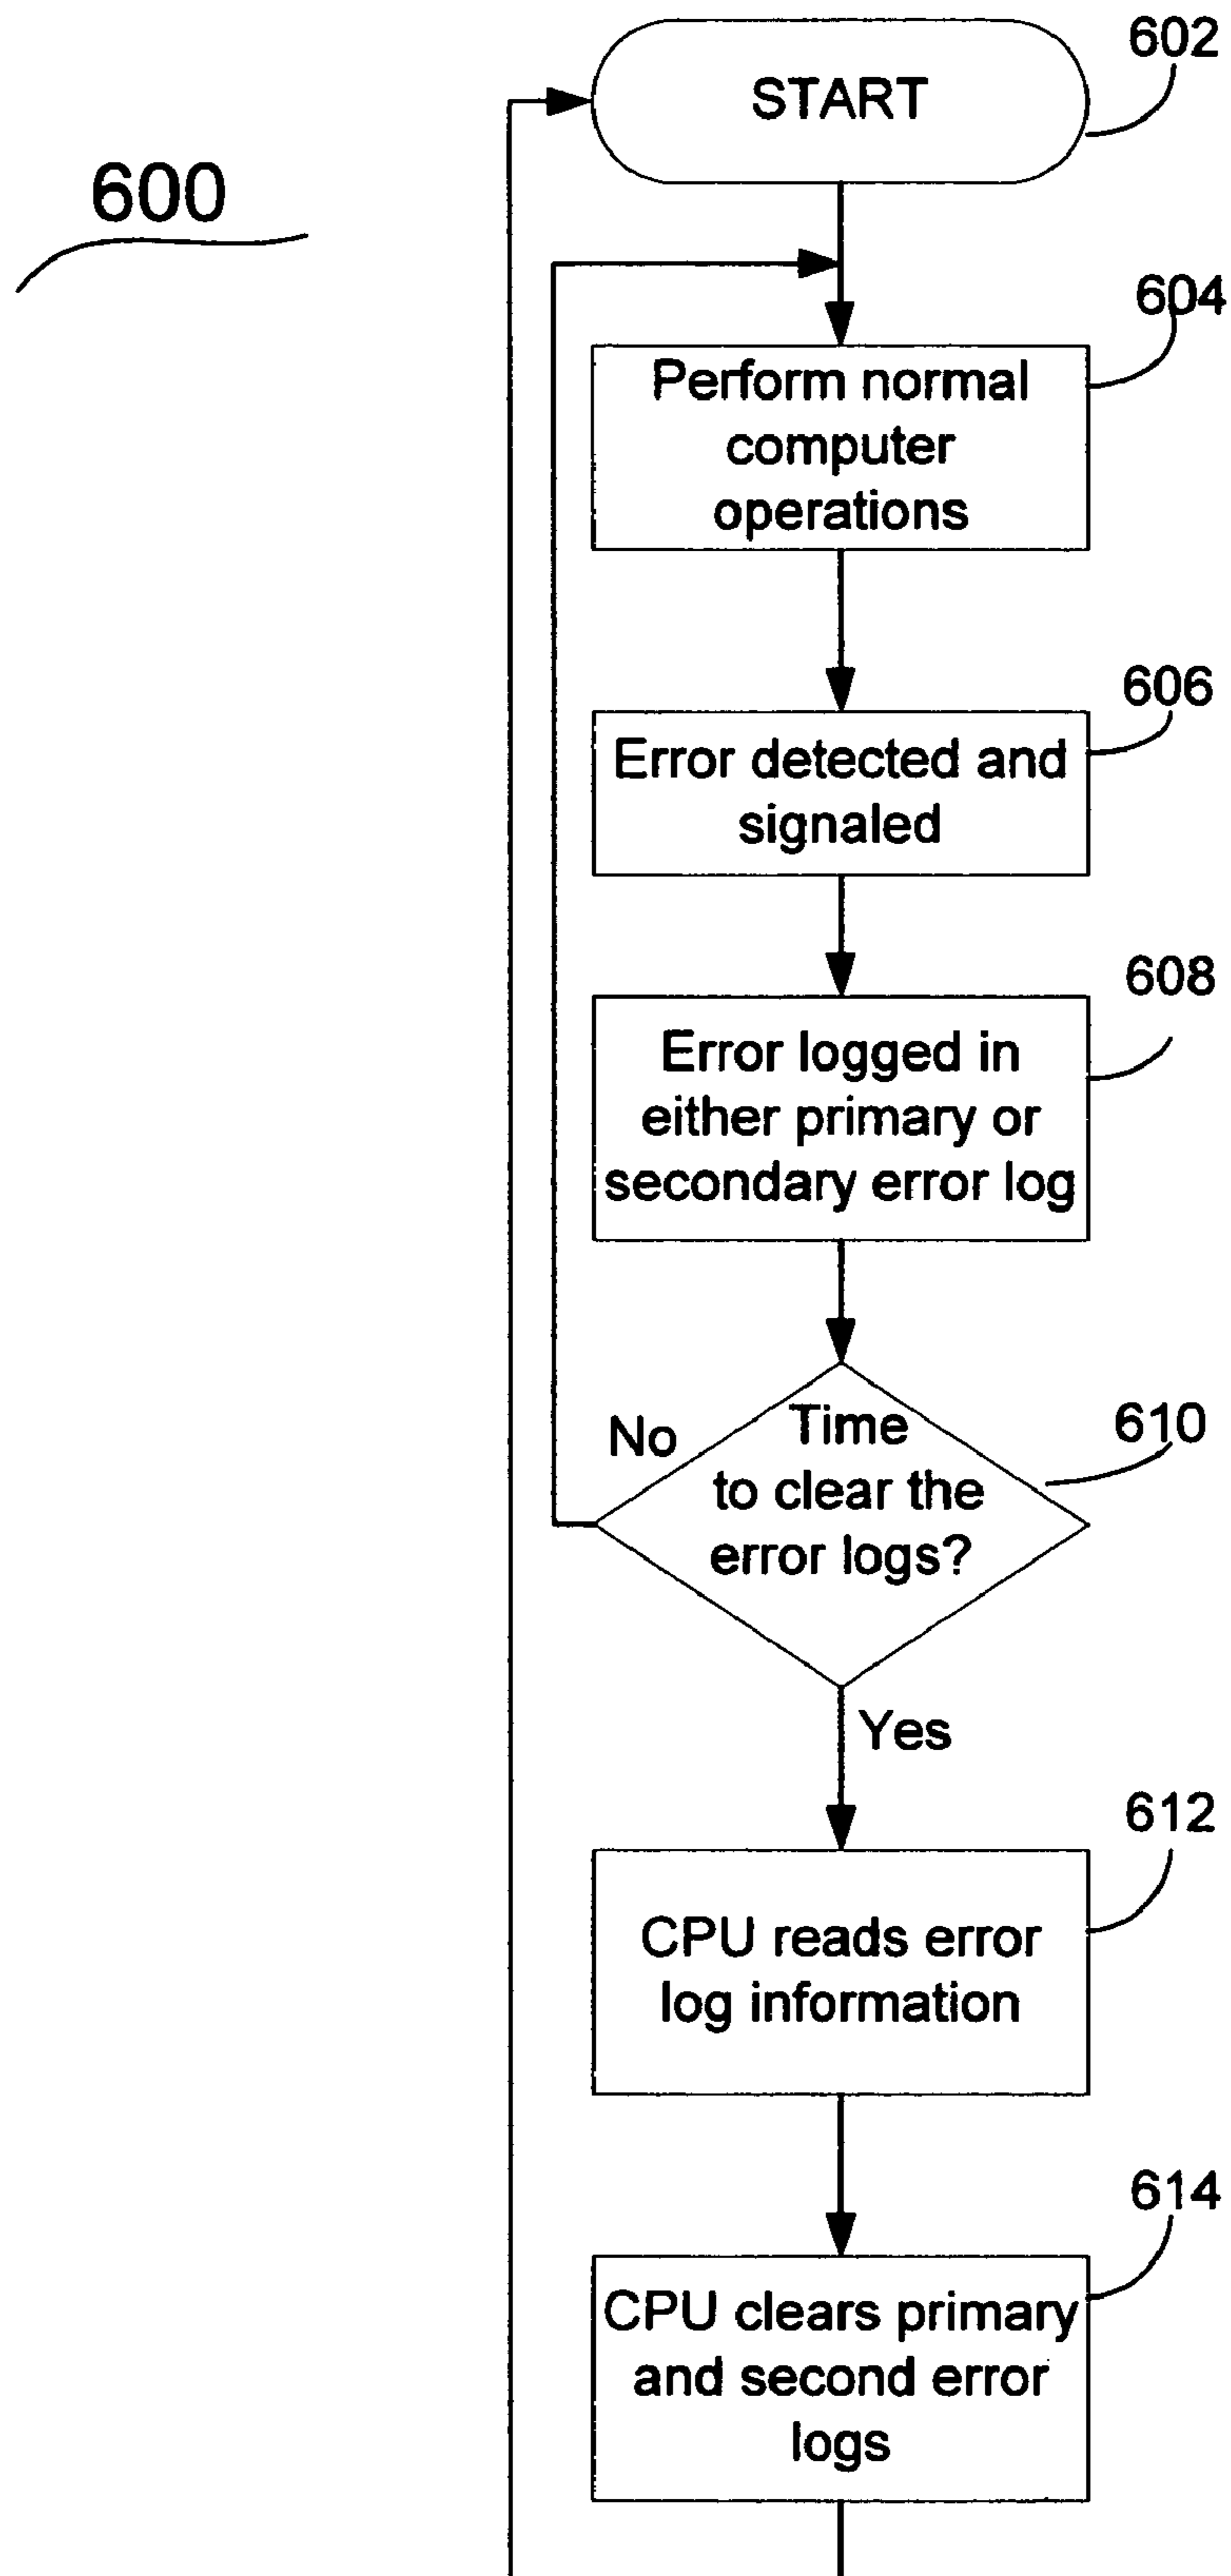 602
START
600
604
Perform normal
computer
operations
606
Error detected and
signaled
608
Error logged in
either primary or
secondary error log
610
No
Time
to clear the
error logs?
Yes
612
CPU reads error
log information
614
CPU clears primary
and second error
logs